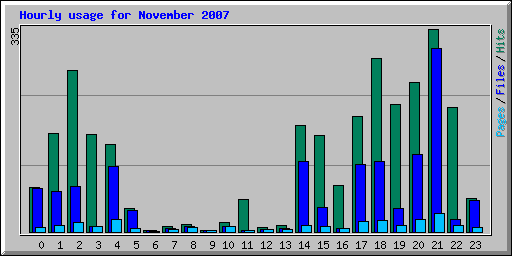 Hourly usage for November 2007
335
Pages / Files / Hits
0 1 2 3 4 5 6 7 8 9 10 11 12 13 14 15 16 17 18 19 20 21 22 23